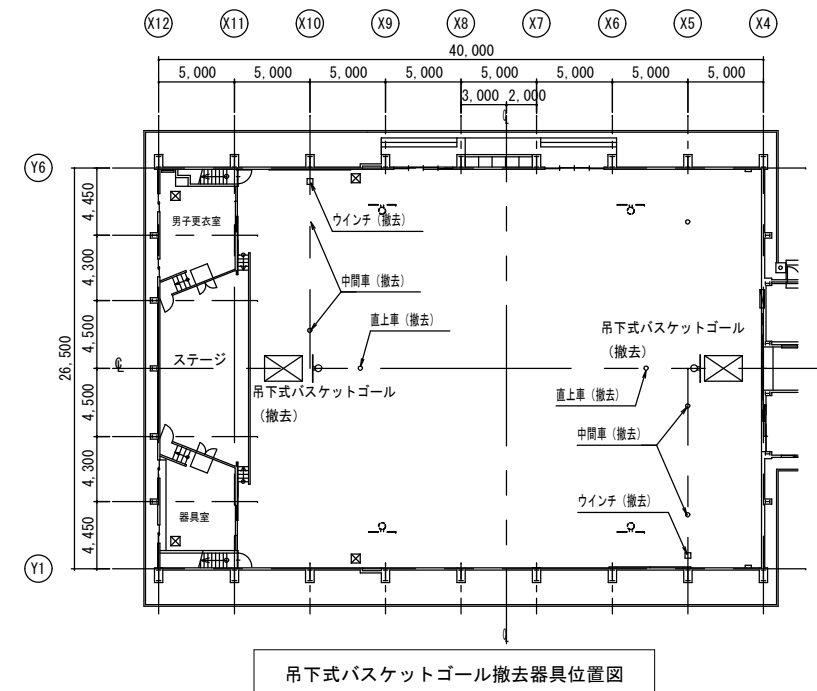 X12 X11 X10 X9 X8 X7 X6 X5 X4
40,000
5,000 5,000 5,000 5,000 5,000 5,000 5,000 5,000
3,000 2,000
℄
Y6
4,450
男子更衣室
ウインチ（撤去）
4,300
中間車（撤去）
4,500
直上車（撤去）
吊下式バスケットゴール
（撤去）
26,500
℄
ステージ
吊下式バスケットゴール
（撤去）
直上車（撤去）
4,500
中間車（撤去）
4,300
ウインチ（撤去）
器具室
4,450
Y1
℄
吊下式バスケットゴール撤去器具位置図